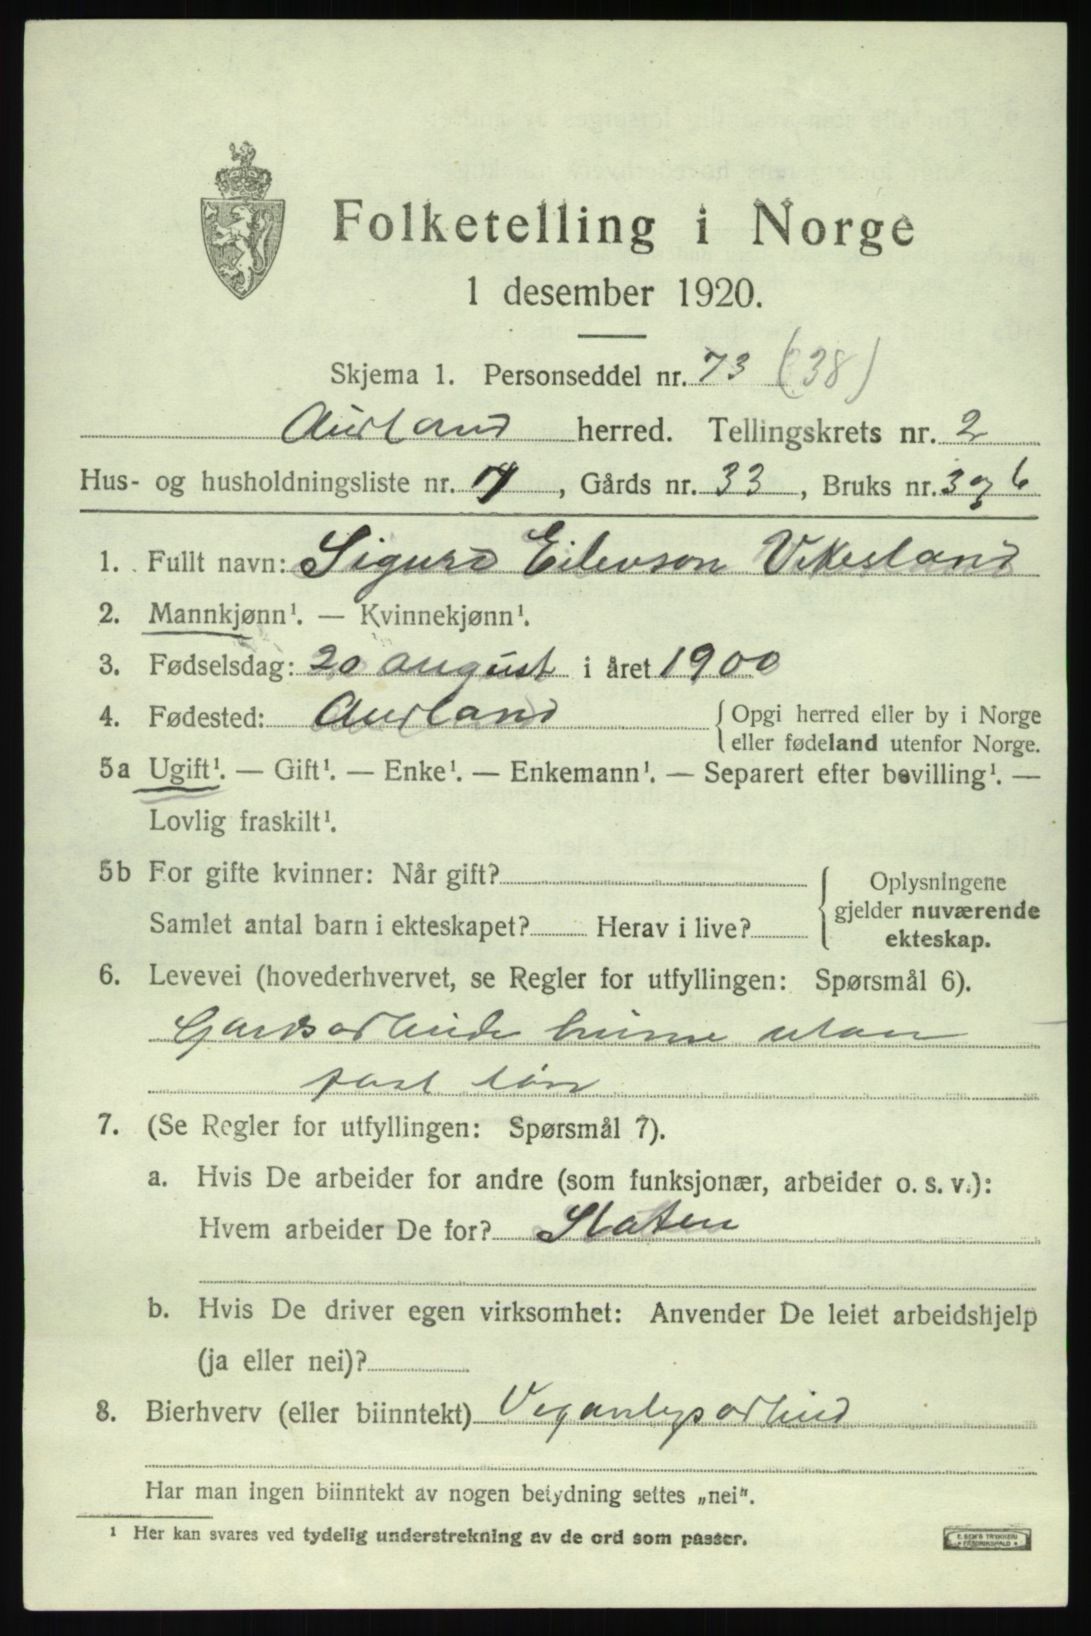 Folketelling i Norge
1 desember 1920.
Skjema 1. Personseddel nr. 73 (38)
Aurland herred. Tellingskrets nr. 2
Hus- og husholdningsliste nr. , Gårds nr. 33, Bruks nr. 3 og 6
1. Fullt navn: Sigurd Eilevson Vikesland
2. Mannkjønn¹. — Kvinnekjønn¹.
3. Fødselsdag: 20 august i året 1900
4. Fødested: Aurland { Opgi herred eller by i Norge
eller fødeland utenfor Norge.
5a Ugift¹. — Gift¹. — Enke¹. — Enkemann¹. — Separert efter bevilling¹. —
Lovlig fraskilt¹.
5b For gifte kvinner: Når gift? { Oplysningene
gjelder nuværende
ekteskap.
Samlet antal barn i ekteskapet? Herav i live?
6. Levevei (hovederhvervet, se Regler for utfyllingen: Spørsmål 6).
Gardsarbeide heime utan
fast løn
7. (Se Regler for utfyllingen: Spørsmål 7).
a. Hvis De arbeider for andre (som funksjonær, arbeider o. s. v.):
Hvem arbeider De for? Staten
b. Hvis De driver egen virksomhet: Anvender De leiet arbeidshjelp
(ja eller nei)?
8. Bierhverv (eller biinntekt) Veganlegsarbeid
Har man ingen biinntekt av nogen betydning settes „nei".
¹ Her kan svares ved tydelig understrekning av de ord som passer.
E. SEM'S TRYKKERI
FREDRIKSHALD